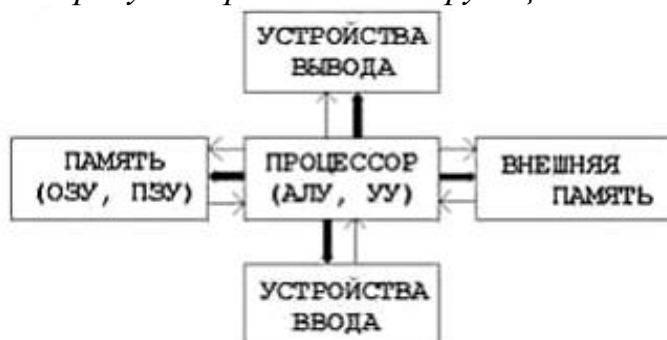 УСТРОЙСТВА
ВЫВОДА
ПАМЯТЬ
(ОЗУ, ПЗУ)
ПРОЦЕССОР
(АЛУ, УУ)
ВНЕШНЯЯ
ПАМЯТЬ
УСТРОЙСТВА
ВВОДА